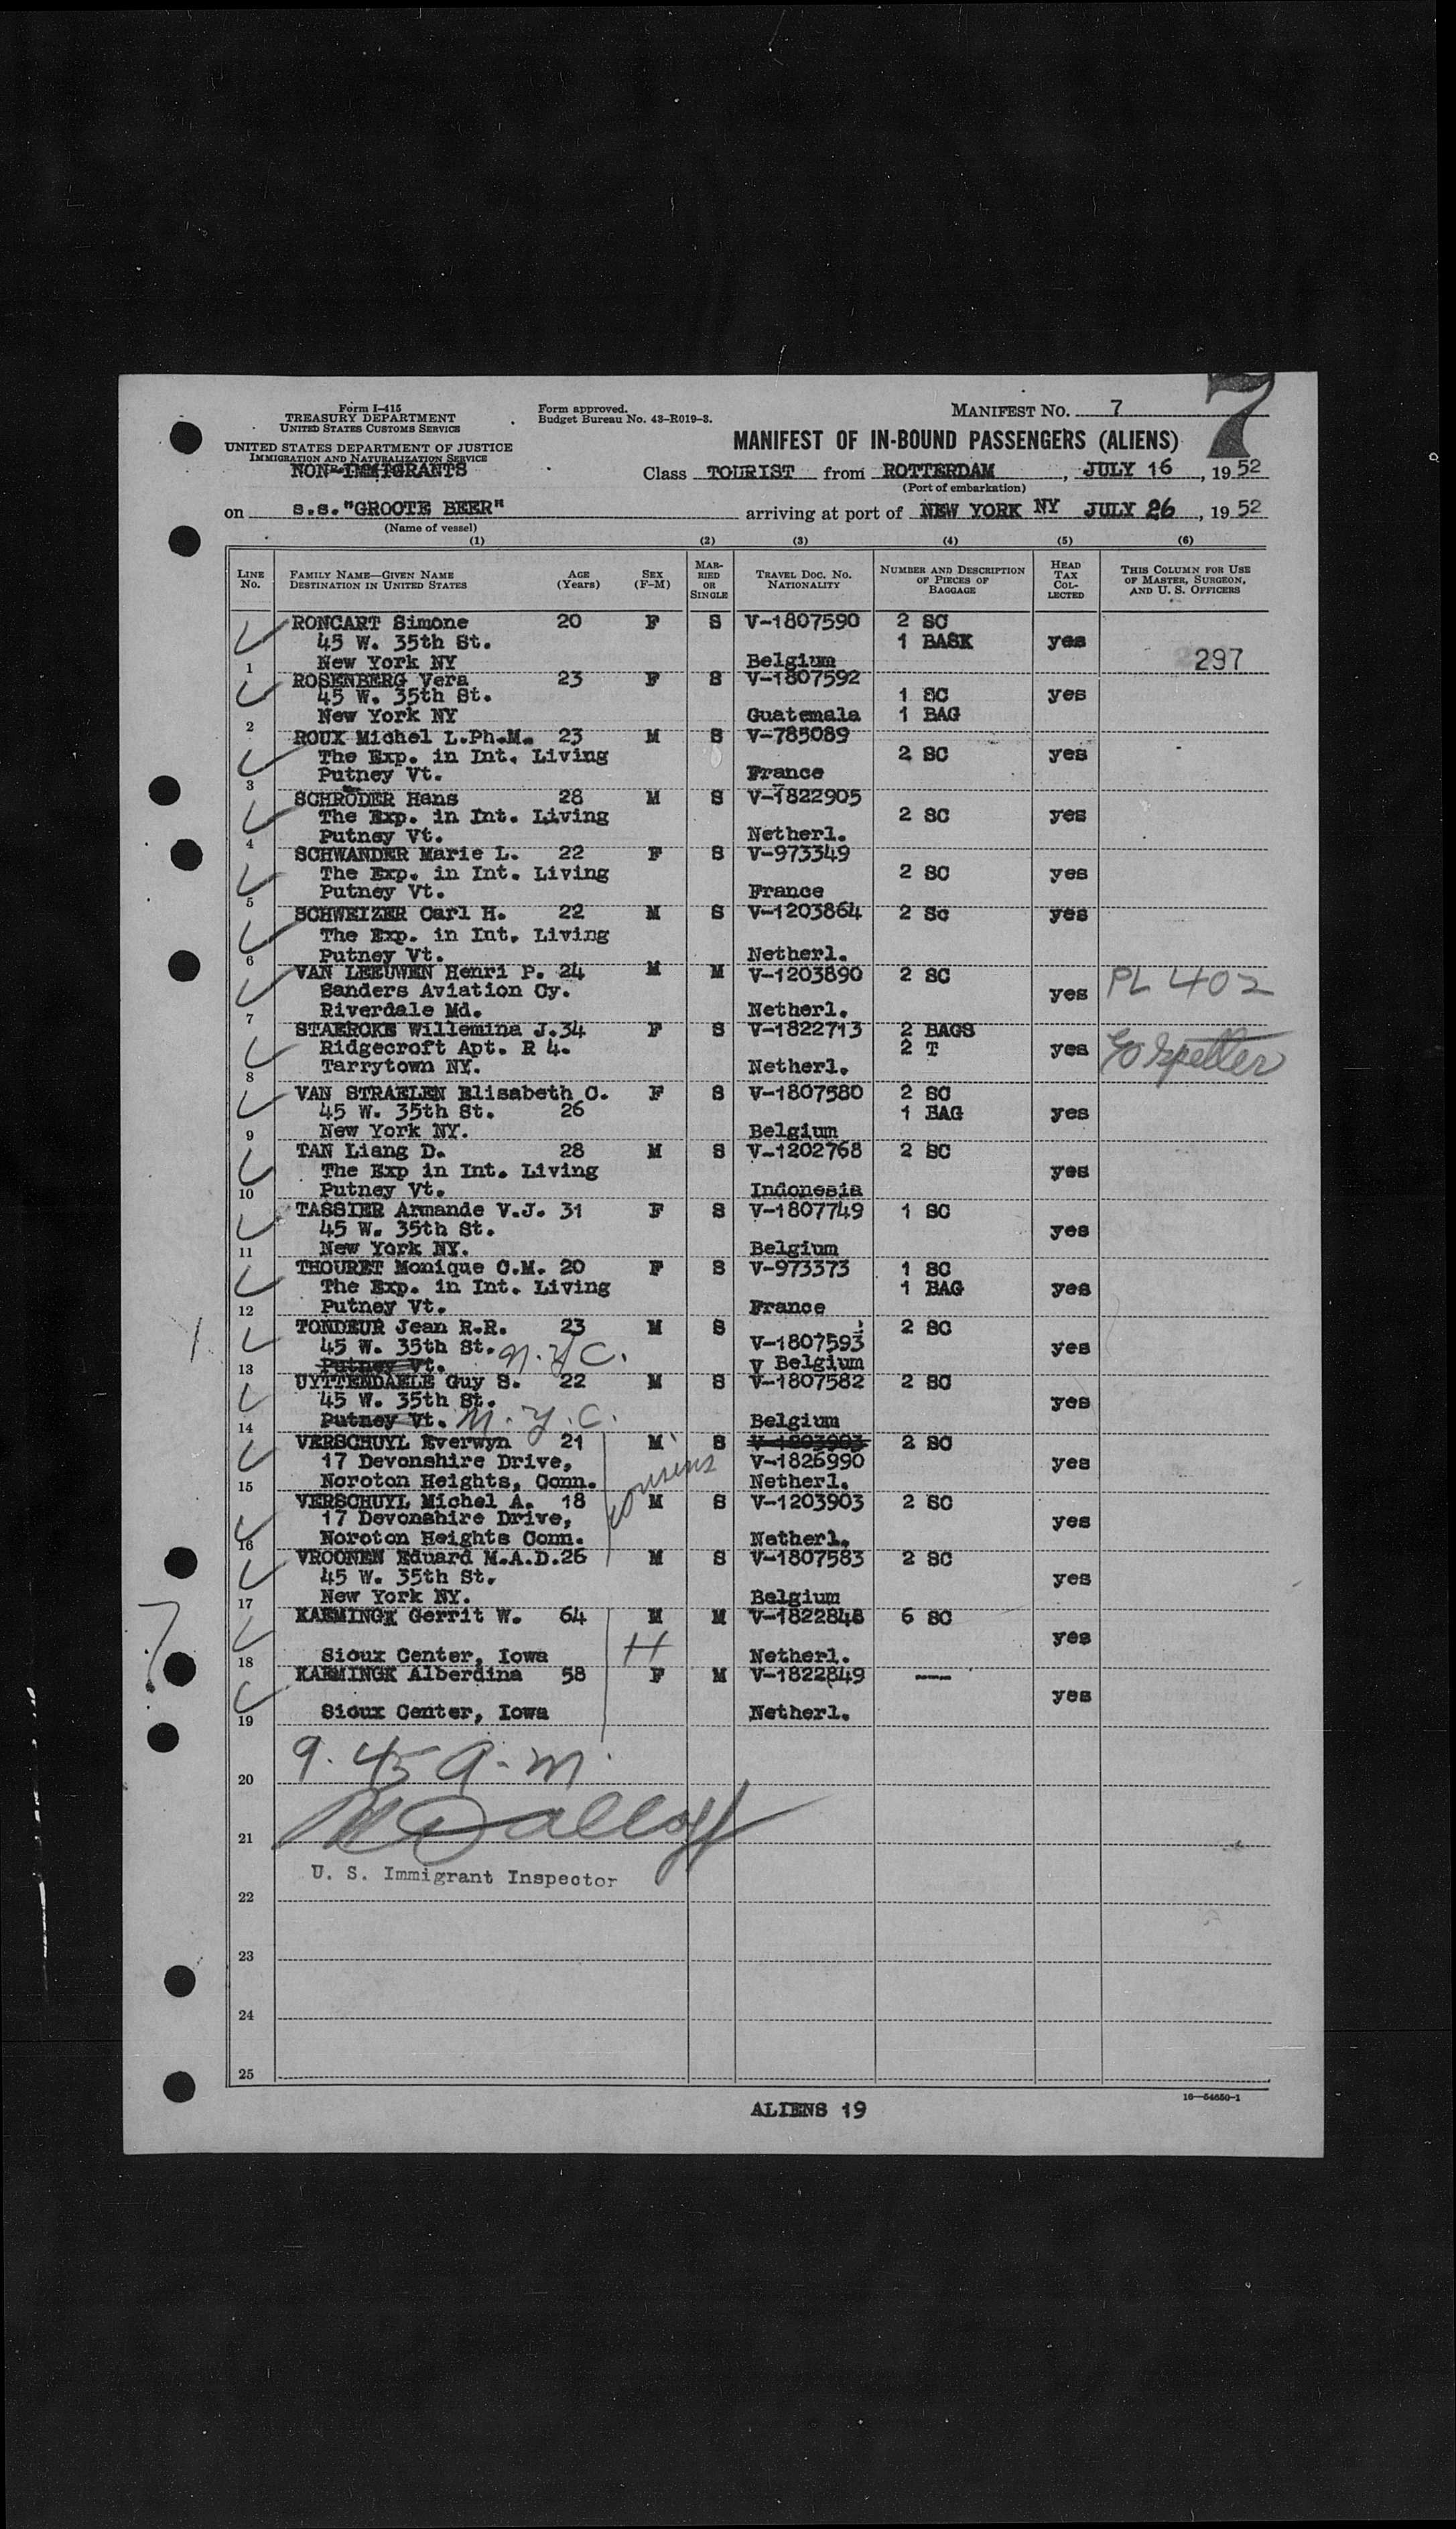 7
Form I-415
TREASURY DEPARTMENT
UNITED STATES CUSTOMS SERVICE
UNITED STATES DEPARTMENT OF JUSTICE
IMMIGRATION AND NATURALIZATION SERVICE
NON-IMMIGRANTS
Form approved.
Budget Bureau No. 43-R019-3.
MANIFEST NO. 7
MANIFEST OF IN-BOUND PASSENGERS (ALIENS)
Class TOURIST from ROTTERDAM, JULY 16, 1952
(Port of embarkation)
on s.s."GROOTE BEER" arriving at port of NEW YORK NY JULY 26, 1952
(Name of vessel)
(1) (2) (3) (4) (5) (6)
LINE NO. FAMILY NAME—GIVEN NAME DESTINATION IN UNITED STATES AGE (Years) SEX (F-M) MARRIED OR SINGLE TRAVEL DOC. NO. NATIONALITY NUMBER AND DESCRIPTION OF PIECES OF BAGGAGE HEAD TAX COLLECTED THIS COLUMN FOR USE OF MASTER, SURGEON, AND U. S. OFFICERS
RONCART Simone 20 F S V-1807590 2 SC
45 W. 35th St. 1 BASK yes
1 New York NY Belgium 297
ROSENBERG Vera 23 F S V-1807592
45 W. 35th St. 1 SC yes
2 New York NY Guatemala 1 BAG
ROUX Michel L.Ph.M. 23 M S V-785089
The Exp. in Int. Living 2 SC yes
3 Putney Vt. France
SCHRÖDER Hans 28 M S V-1822905
The Exp. in Int. Living 2 SC yes
4 Putney Vt. Netherl.
SCHWANDER Marie L. 22 F S V-973349
The Exp. in Int. Living 2 SC yes
5 Putney Vt. France
SCHWEIZER Carl H. 22 M S V-1203864 2 Sc yes
The Exp. in Int. Living
6 Putney Vt. Netherl.
VAN LEEUWEN Henri P. 24 M M V-1203890 2 SC PL 402
Sanders Aviation Cy. yes
7 Riverdale Md. Netherl.
STAERCKE Willemina J. 34 F S V-1822713 2 BAGS
Ridgecroft Apt. R 4. 2 T yes
8 Tarrytown NY. Netherl.
VAN STRAELEN Elisabeth C. F S V-1807580 2 SC
45 W. 35th St. 26 1 BAG yes
9 New York NY. Belgium
TAN Liang D. 28 M S V-1202768 2 SC
The Exp in Int. Living yes
10 Putney Vt. Indonesia
TASSIER Armande V.J. 31 F S V-1807749 1 SC
45 W. 35th St. yes
11 New York NY. Belgium
THOURET Monique C.M. 20 F S V-973373 1 SC
The Exp. in Int. Living 1 BAG yes
12 Putney Vt. France
TONDEUR Jean R.R. 23 M S 2 SC
45 W. 35th St. N.Y.C. V-1807593 yes
13 Putney Vt. V Belgium
UYTTENDAELE Guy S. 22 M S V-1807582 2 SC
45 W. 35th St. yes
14 Putney Vt. N.Y.C. Belgium
VERSCHUYL Everwyn 21 M S V-1203903 2 SC
17 Devonshire Drive, cousins V-1826990 yes
15 Noroton Heights, Conn. Netherl.
VERSCHUYL Michel A. 18 M S V-1203903 2 SC
17 Devonshire Drive, yes
16 Noroton Heights Conn. Netherl.
VROONEN Eduard M.A.D. 26 M S V-1807583 2 SC
45 W. 35th St. yes
17 New York NY. Belgium
KAEMINGK Gerrit W. 64 M M V-1822848 6 SC
H yes
18 Sioux Center, Iowa Netherl.
KAEMINGK Alberdina 58 F M V-1822849 ----
yes
19 Sioux Center, Iowa Netherl.
9.45 A.M.
20
21
U. S. Immigrant Inspector
22
23
24
25
16—54650-1
ALIENS 19